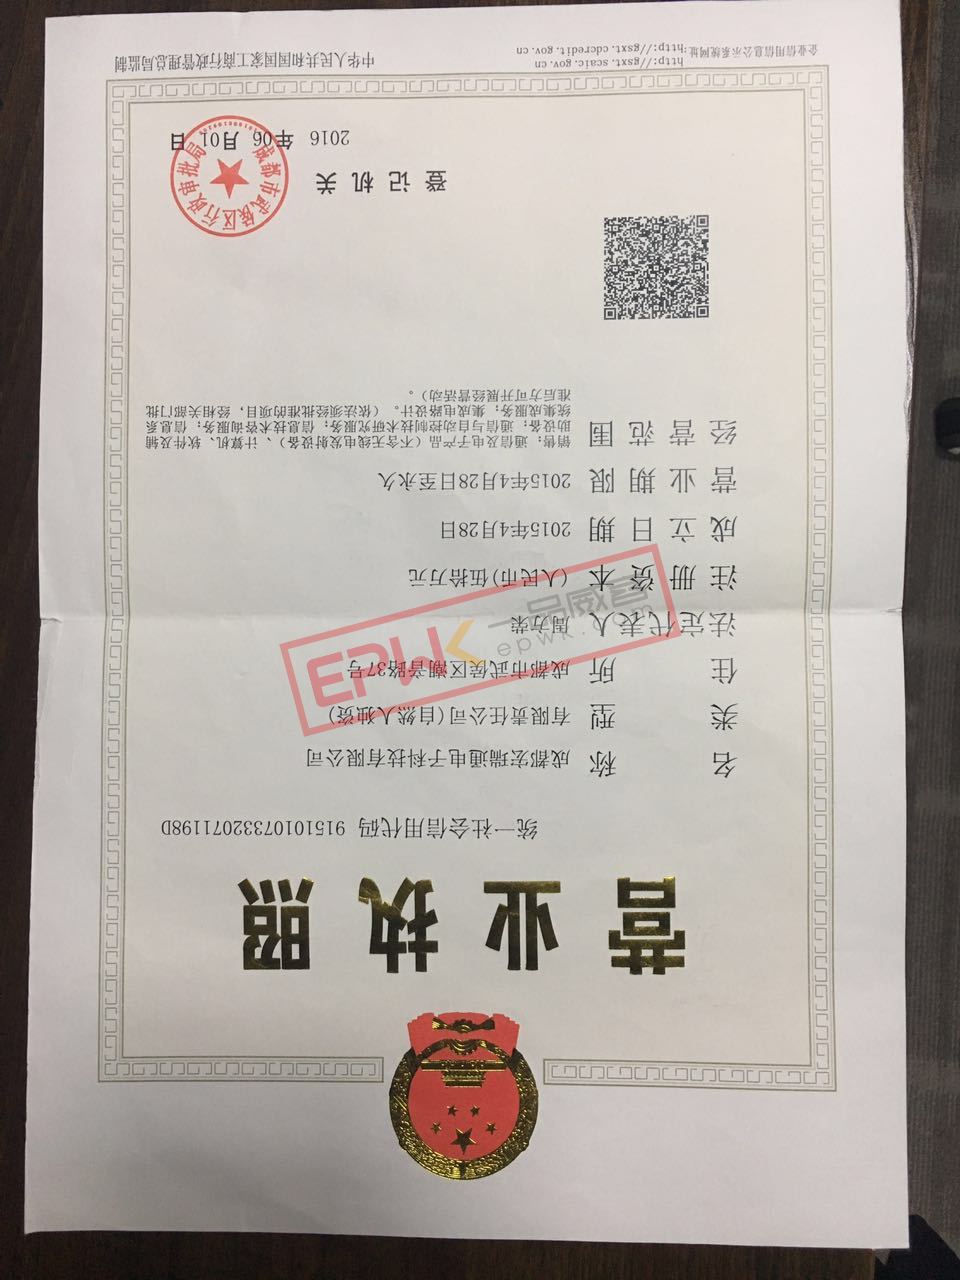 营业执照
统一社会信用代码 91510107332071198D
名称 成都宏瑞通电子科技有限公司
类型 有限责任公司(自然人独资)
住所 成都市武侯区潮音路37号
法定代表人 周方荣
注册资本 (人民币)伍拾万元
成立日期 2015年4月28日
营业期限 2015年4月28日至永久
经营范围 销售：通信及电子产品（不含无线电发射设备）、计算机、软件及辅
助设备；通信与自动控制技术研究服务；信息技术咨询服务；信息系
统集成服务；集成电路设计。（依法须经批准的项目，经相关部门批
准后方可开展经营活动）。
EPWK 一品威客
epwk.com
登记机关
成都市武侯区行政审批局
2016 年 06 月 01 日
企业信用信息公示系统网址:
http://gsxt.scaic.gov.cn
http://gsxt.cdcredit.gov.cn
中华人民共和国国家工商行政管理总局监制